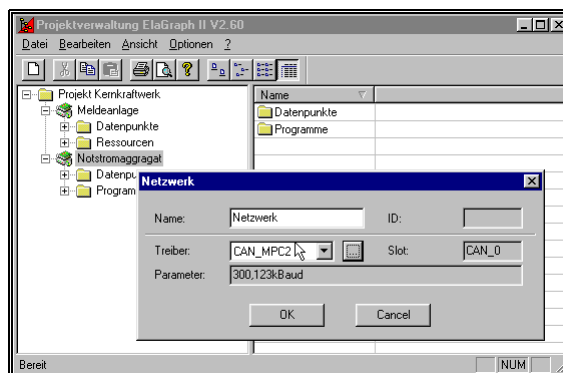 Projektverwaltung ElaGraph II V2.60
Datei Bearbeiten Ansicht Optionen ?
Projekt Kernkraftwerk
Meldeanlage
Datenpunkte
Ressourcen
Notstromaggragat
Datenpu
Program
Name
Datenpunkte
Programme
Netzwerk
Name: Netzwerk ID:
Treiber: CAN_MPC2 ... Slot: CAN_0
Parameter: 300,123kBaud
OK Cancel
Bereit NUM